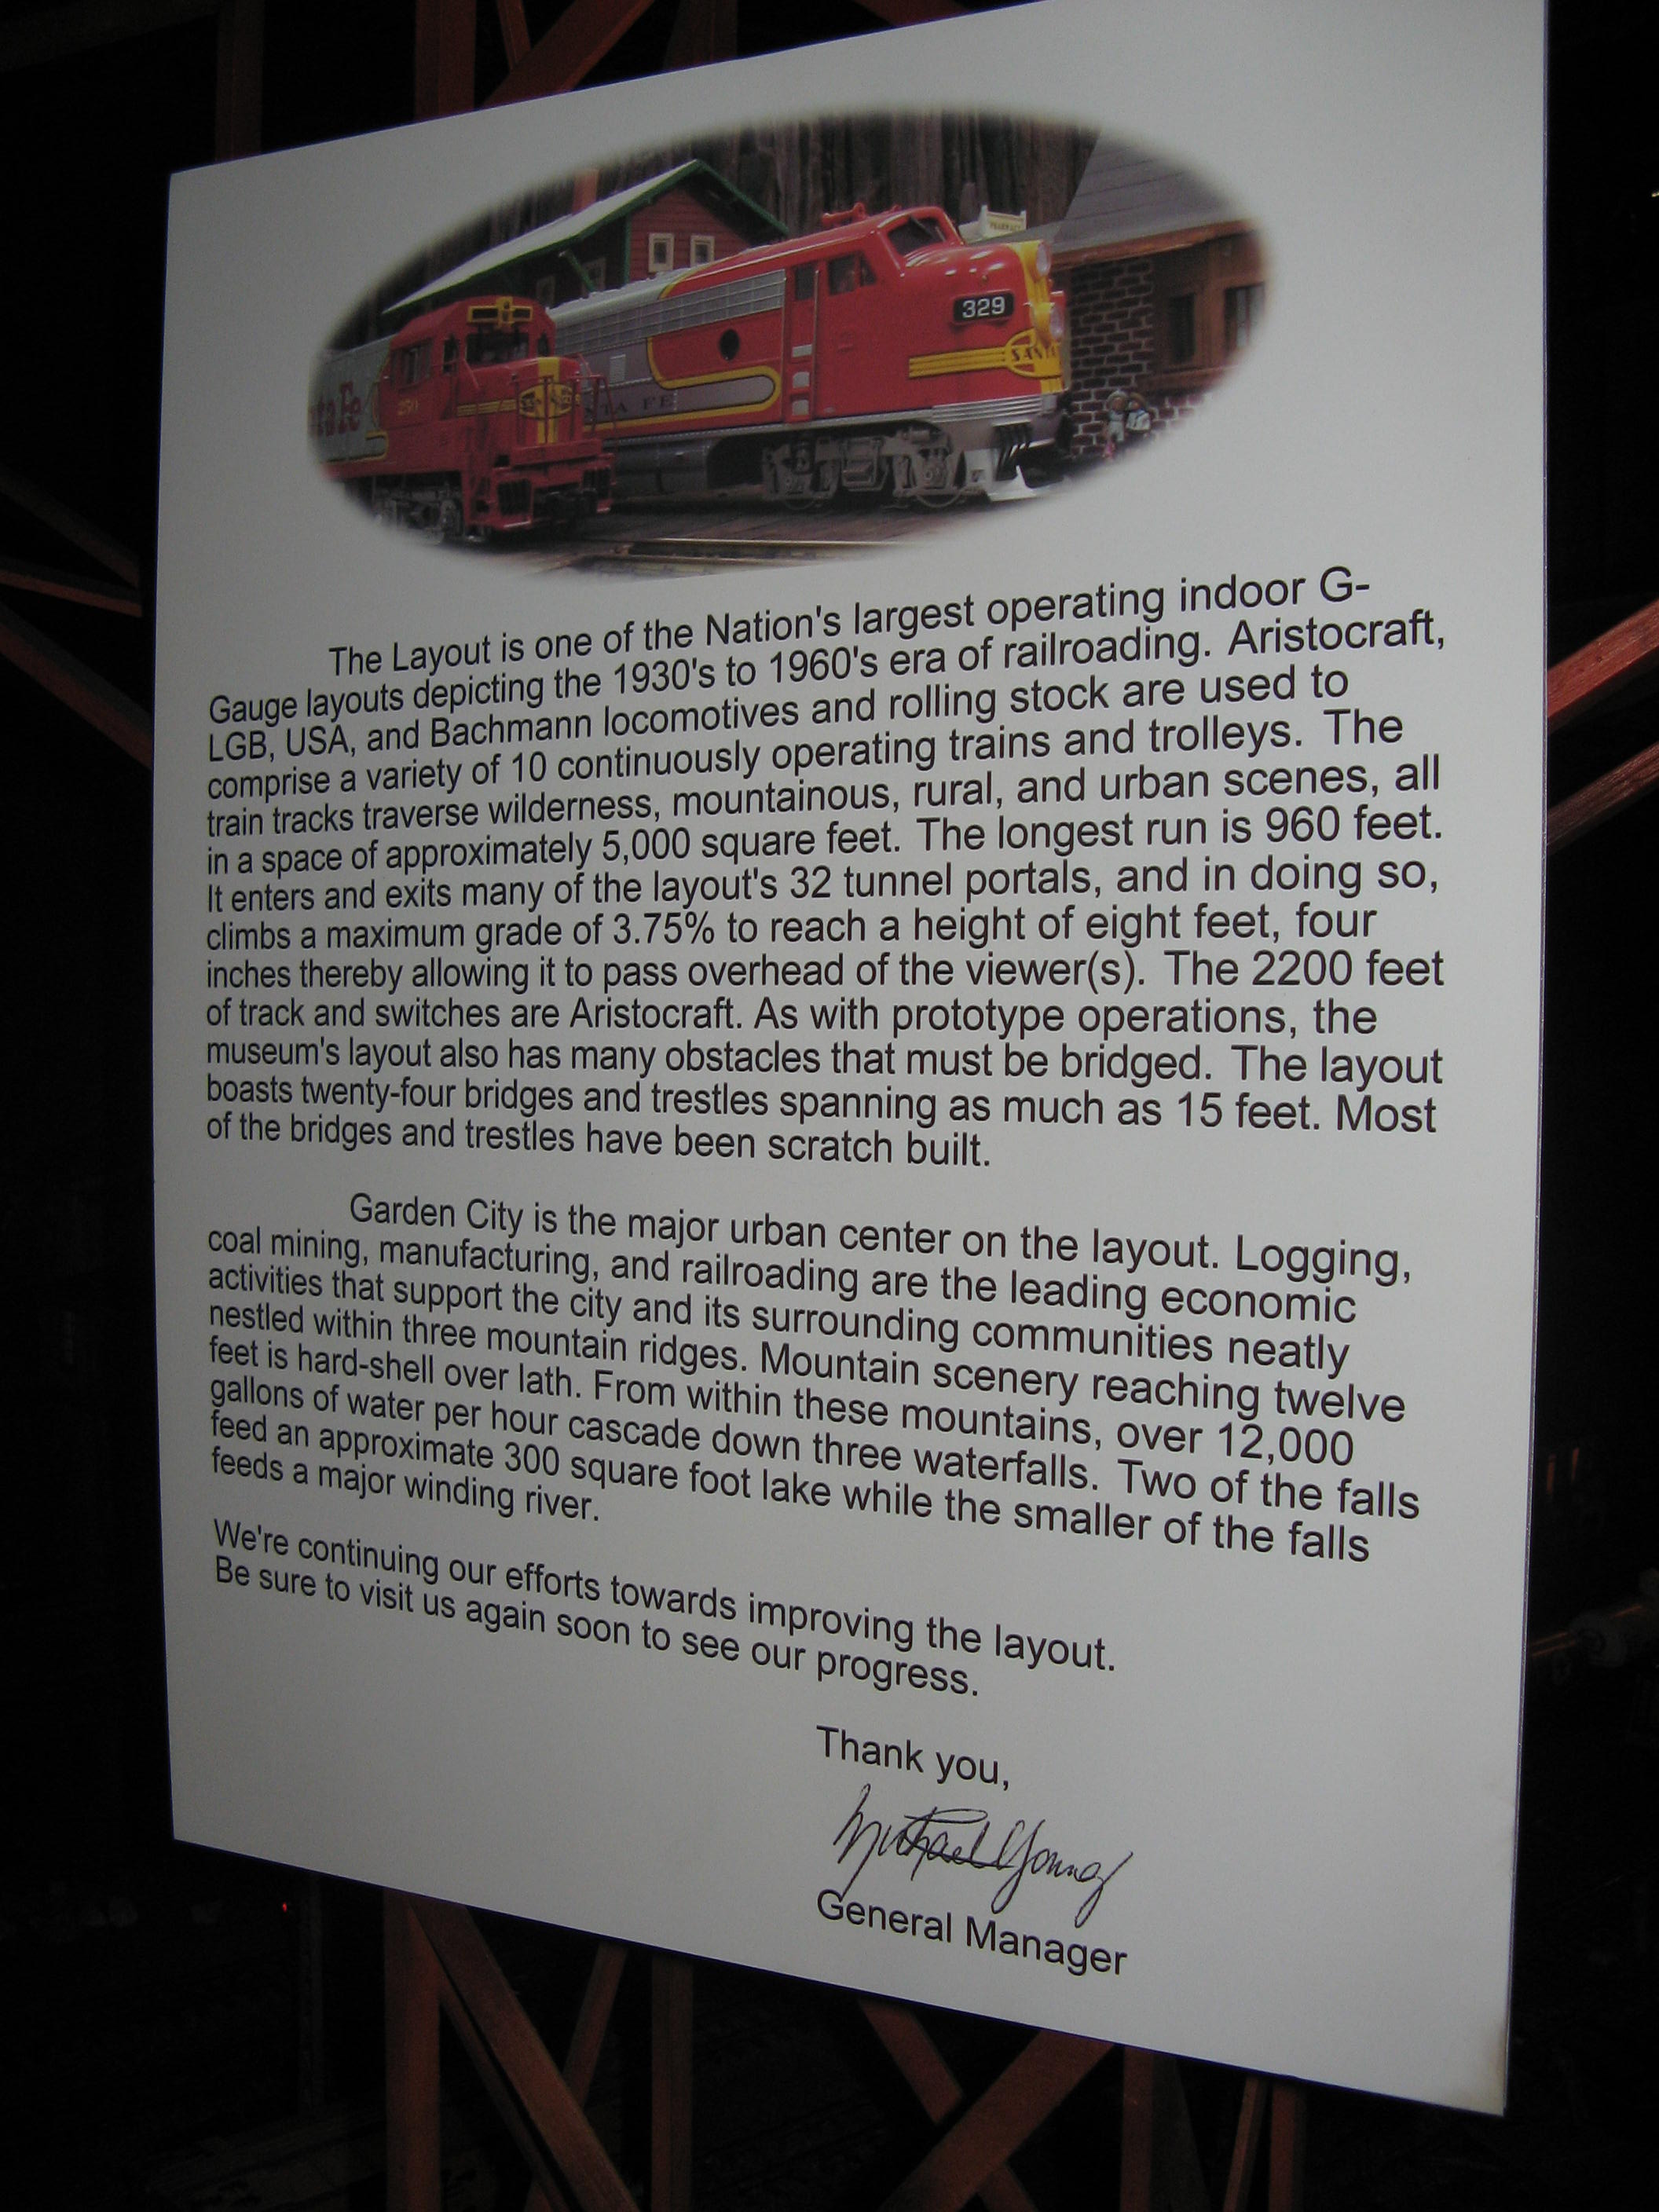 329
SANTA
ta Fe
250
TA FE
The Layout is one of the Nation's largest operating indoor G-
Gauge layouts depicting the 1930's to 1960's era of railroading. Aristocraft,
LGB, USA, and Bachmann locomotives and rolling stock are used to
comprise a variety of 10 continuously operating trains and trolleys. The
train tracks traverse wilderness, mountainous, rural, and urban scenes, all
in a space of approximately 5,000 square feet. The longest run is 960 feet.
It enters and exits many of the layout's 32 tunnel portals, and in doing so,
climbs a maximum grade of 3.75% to reach a height of eight feet, four
inches thereby allowing it to pass overhead of the viewer(s). The 2200 feet
of track and switches are Aristocraft. As with prototype operations, the
museum's layout also has many obstacles that must be bridged. The layout
boasts twenty-four bridges and trestles spanning as much as 15 feet. Most
of the bridges and trestles have been scratch built.
Garden City is the major urban center on the layout. Logging,
coal mining, manufacturing, and railroading are the leading economic
activities that support the city and its surrounding communities neatly
nestled within three mountain ridges. Mountain scenery reaching twelve
feet is hard-shell over lath. From within these mountains, over 12,000
gallons of water per hour cascade down three waterfalls. Two of the falls
feed an approximate 300 square foot lake while the smaller of the falls
feeds a major winding river.
We're continuing our efforts towards improving the layout.
Be sure to visit us again soon to see our progress.
Thank you,
Michael Young
General Manager